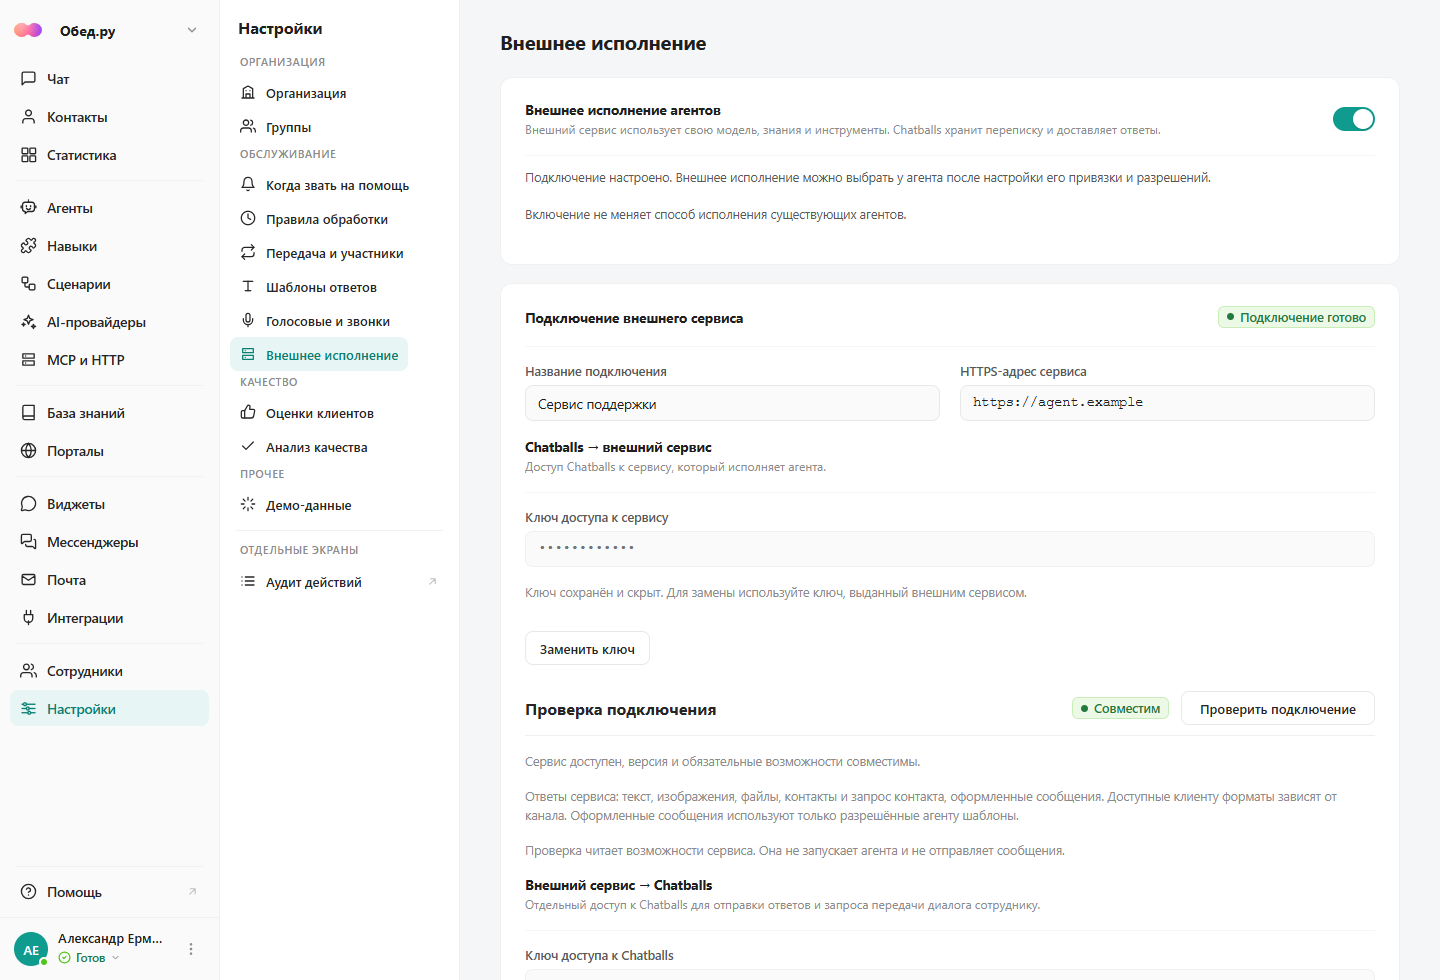 Обед.ру
Чат
Контакты
Статистика
Агенты
Навыки
Сценарии
AI-провайдеры
MCP и HTTP
База знаний
Порталы
Виджеты
Мессенджеры
Почта
Интеграции
Сотрудники
Настройки
Помощь
АЕ
Александр Ерм...
Готов
Настройки
ОРГАНИЗАЦИЯ
Организация
Группы
ОБСЛУЖИВАНИЕ
Когда звать на помощь
Правила обработки
Передача и участники
Шаблоны ответов
Голосовые и звонки
Внешнее исполнение
КАЧЕСТВО
Оценки клиентов
Анализ качества
ПРОЧЕЕ
Демо-данные
ОТДЕЛЬНЫЕ ЭКРАНЫ
Аудит действий
Внешнее исполнение
Внешнее исполнение агентов
Внешний сервис использует свою модель, знания и инструменты. Chatballs хранит переписку и доставляет ответы.
Подключение настроено. Внешнее исполнение можно выбрать у агента после настройки его привязки и разрешений.
Включение не меняет способ исполнения существующих агентов.
Подключение внешнего сервиса
Подключение готово
Название подключения
HTTPS-адрес сервиса
Сервис поддержки
https://agent.example
Chatballs → внешний сервис
Доступ Chatballs к сервису, который исполняет агента.
Ключ доступа к сервису
••••••••••••
Ключ сохранён и скрыт. Для замены используйте ключ, выданный внешним сервисом.
Заменить ключ
Проверка подключения
Совместим
Проверить подключение
Сервис доступен, версия и обязательные возможности совместимы.
Ответы сервиса: текст, изображения, файлы, контакты и запрос контакта, оформленные сообщения. Доступные клиенту форматы зависят от
канала. Оформленные сообщения используют только разрешённые агенту шаблоны.
Проверка читает возможности сервиса. Она не запускает агента и не отправляет сообщения.
Внешний сервис → Chatballs
Отдельный доступ к Chatballs для отправки ответов и запроса передачи диалога сотруднику.
Ключ доступа к Chatballs